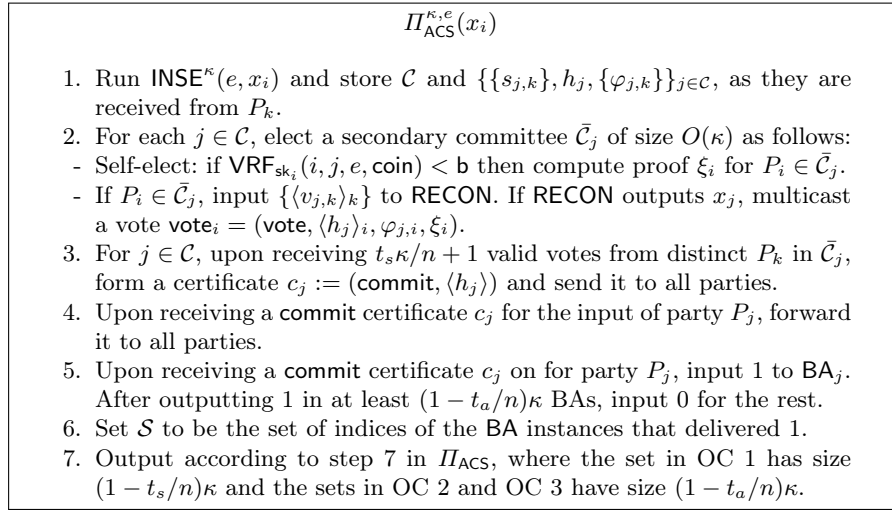 Π^{κ,e}_{ACS}(x_i)
1. Run INSE^κ(e, x_i) and store C and {{s_{j,k}}, h_j, {φ_{j,k}}}_{j∈C}, as they are
received from P_k.
2. For each j ∈ C, elect a secondary committee C̄_j of size O(κ) as follows:
- Self-elect: if VRF_{sk_i}(i, j, e, coin) < b then compute proof ξ_i for P_i ∈ C̄_j.
- If P_i ∈ C̄_j, input {⟨v_{j,k}⟩_k} to RECON. If RECON outputs x_j, multicast
a vote vote_i = (vote, ⟨h_j⟩_i, φ_{j,i}, ξ_i).
3. For j ∈ C, upon receiving t_sκ/n + 1 valid votes from distinct P_k in C̄_j,
form a certificate c_j := (commit, ⟨h_j⟩) and send it to all parties.
4. Upon receiving a commit certificate c_j for the input of party P_j, forward
it to all parties.
5. Upon receiving a commit certificate c_j on for party P_j, input 1 to BA_j.
After outputting 1 in at least (1 − t_a/n)κ BAs, input 0 for the rest.
6. Set S to be the set of indices of the BA instances that delivered 1.
7. Output according to step 7 in Π_{ACS}, where the set in OC 1 has size
(1 − t_s/n)κ and the sets in OC 2 and OC 3 have size (1 − t_a/n)κ.